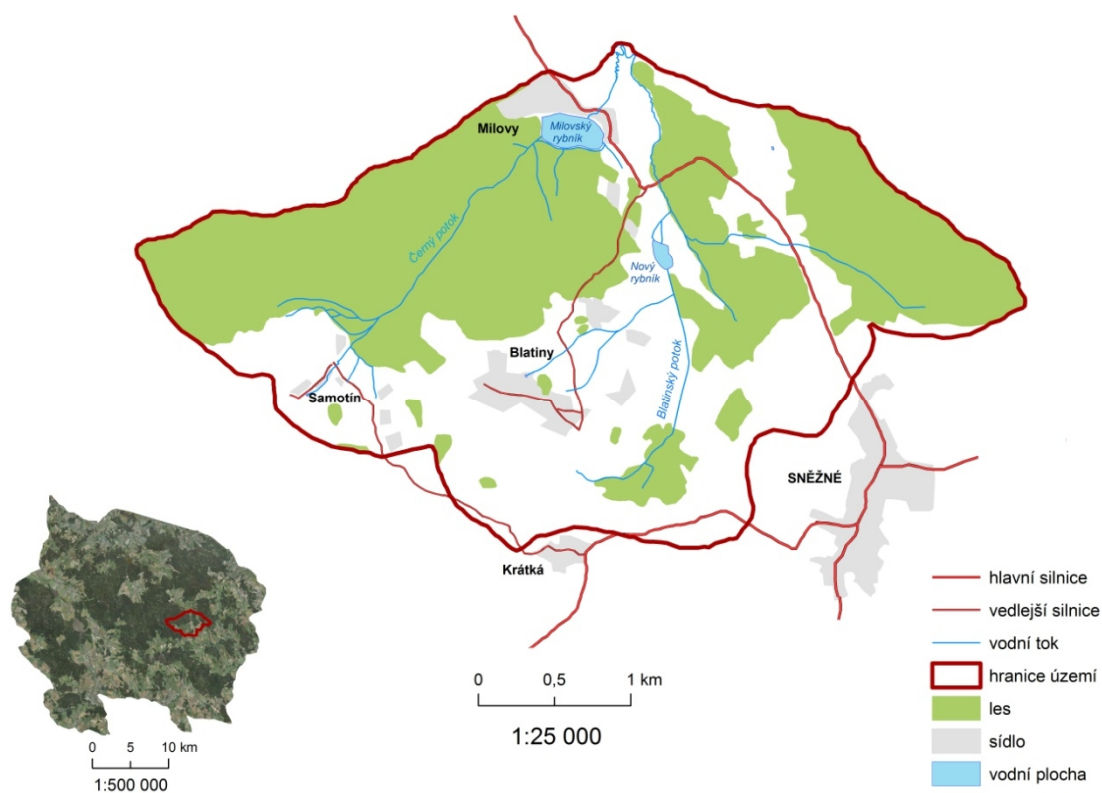 Milovy
Milovský
rybník
Černý potok
Nový
rybník
Blatiny
Blatinský potok
Samotín
SNĚŽNÉ
Krátká
hlavní silnice
vedlejší silnice
vodní tok
hranice území
les
sídlo
vodní plocha
0 0,5 1 km
1:25 000
0 5 10 km
1:500 000